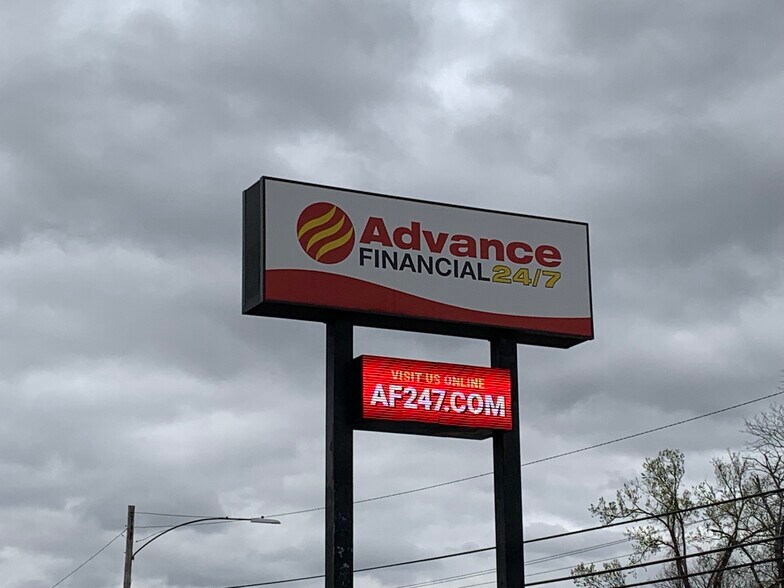 Advance
FINANCIAL 24/7
VISIT US ONLINE
AF247.COM